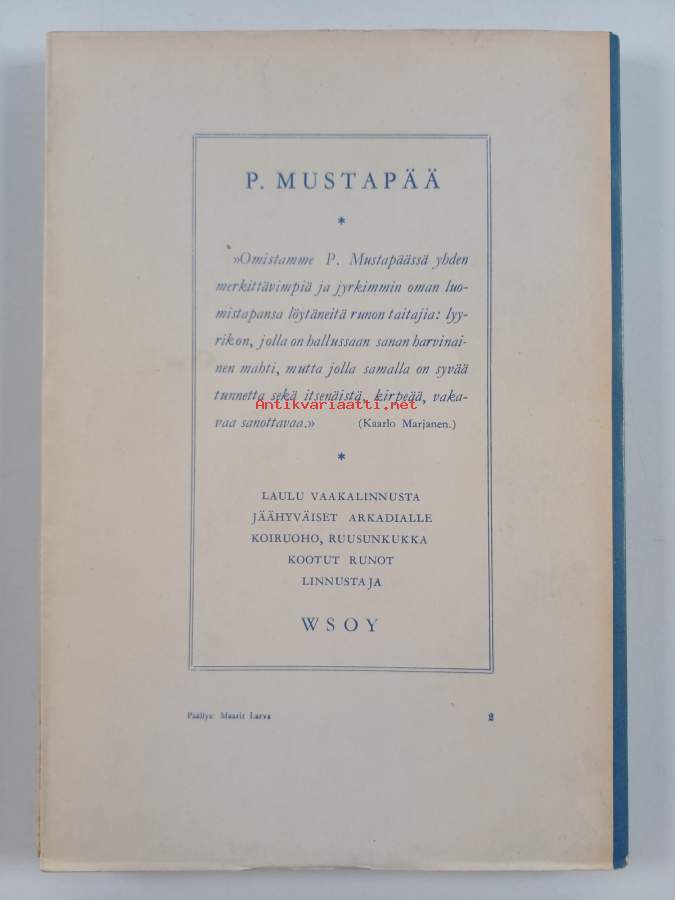 P. MUSTAPÄÄ
*
»Omistamme P. Mustapäässä yhden
merkittävimpiä ja jyrkimmin oman luo-
mistapansa löytäneitä runon taitajia: lyy-
rikon, jolla on hallussaan sanan harvinai-
nen mahti, mutta jolla samalla on syvää
tunnetta sekä itsenäistä, kirpeää, vaka-
Antikvariaatti.net
vaa sanottavaa.» (Kaarlo Marjanen.)
*
LAULU VAAKALINNUSTA
JÄÄHYVÄISET ARKADIALLE
KOIRUOHO, RUUSUNKUKKA
KOOTUT RUNOT
LINNUSTAJA
WSOY
Päällys Maarit Larva 2